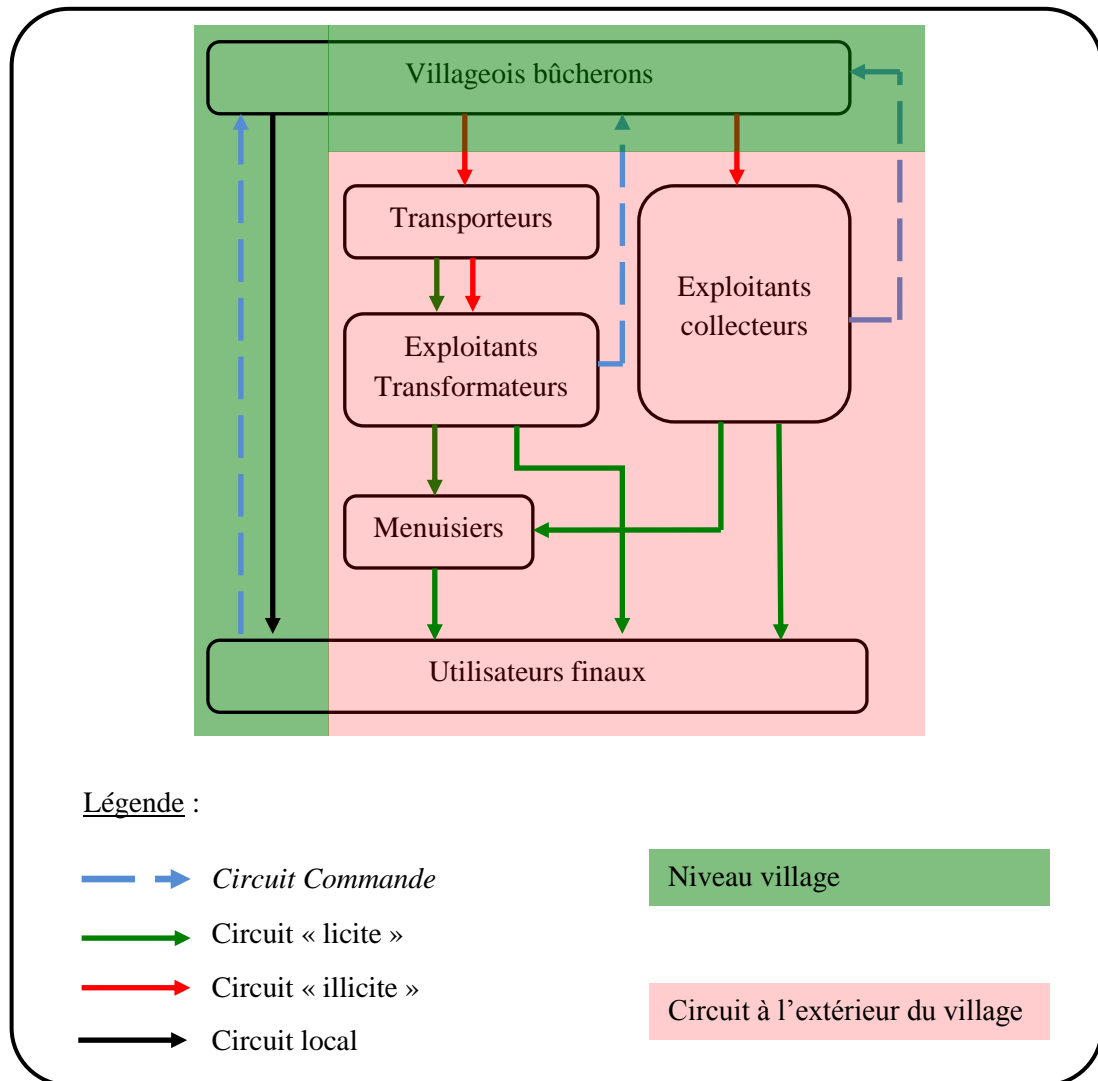 Villageois bûcherons
Transporteurs
Exploitants
Transformateurs
Exploitants
collecteurs
Menuisiers
Utilisateurs finaux
Légende :
Circuit Commande
Circuit « licite »
Circuit « illicite »
Circuit local
Niveau village
Circuit à l’extérieur du village